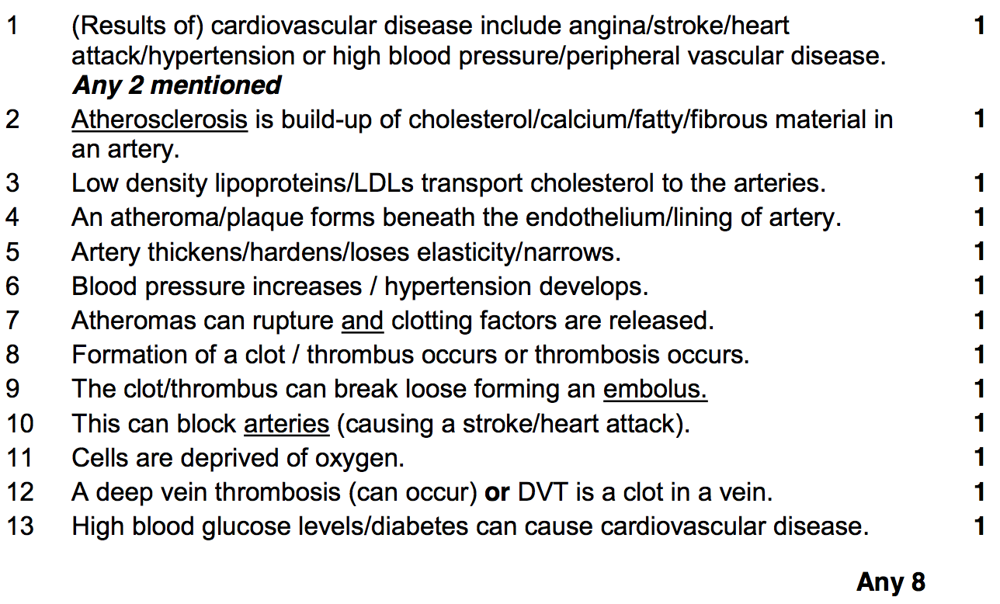 1 (Results of) cardiovascular disease include angina/stroke/heart 1
attack/hypertension or high blood pressure/peripheral vascular disease.
Any 2 mentioned
2 Atherosclerosis is build-up of cholesterol/calcium/fatty/fibrous material in 1
an artery.
3 Low density lipoproteins/LDLs transport cholesterol to the arteries. 1
4 An atheroma/plaque forms beneath the endothelium/lining of artery. 1
5 Artery thickens/hardens/loses elasticity/narrows. 1
6 Blood pressure increases / hypertension develops. 1
7 Atheromas can rupture and clotting factors are released. 1
8 Formation of a clot / thrombus occurs or thrombosis occurs. 1
9 The clot/thrombus can break loose forming an embolus. 1
10 This can block arteries (causing a stroke/heart attack). 1
11 Cells are deprived of oxygen. 1
12 A deep vein thrombosis (can occur) or DVT is a clot in a vein. 1
13 High blood glucose levels/diabetes can cause cardiovascular disease. 1
Any 8